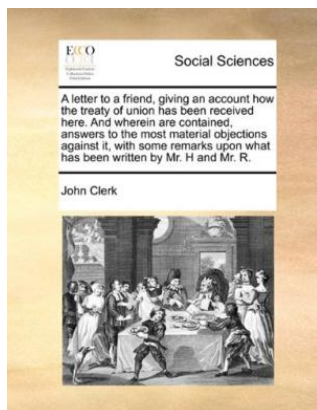 ECCO
Social Sciences
A letter to a friend, giving an account how
the treaty of union has been received
here. And wherein are contained,
answers to the most material objections
against it, with some remarks upon what
has been written by Mr. H and Mr. R.
John Clerk